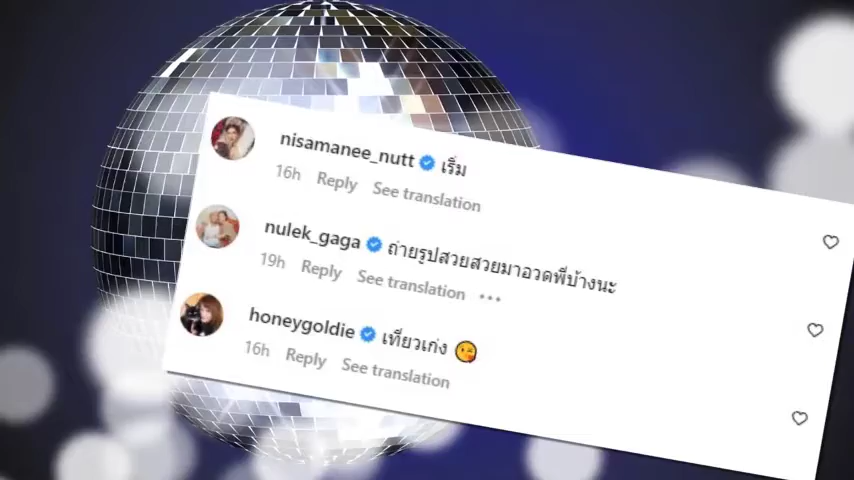 nisamanee_nutt เริ่ม
16h Reply See translation
nulek_gaga ถ่ายรูปสวยสวยมาอวดพี่บ้างนะ
19h Reply See translation •••
honeygoldie เที่ยวเก่ง 😘
16h Reply See translation